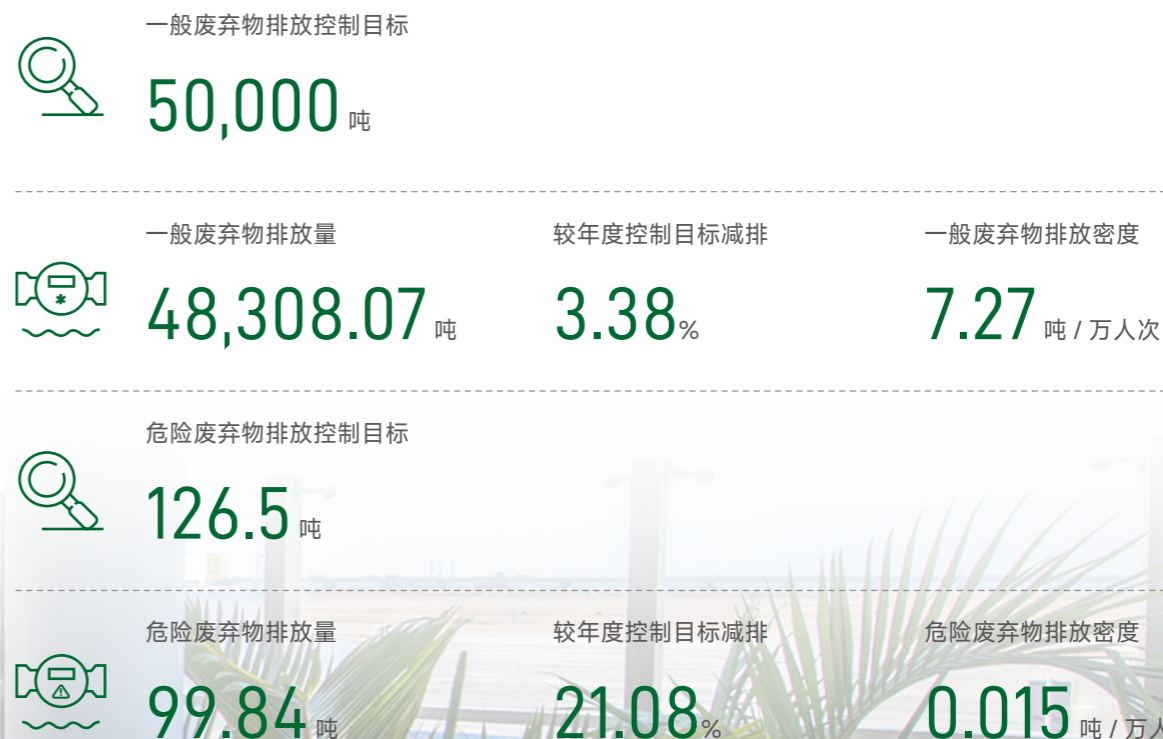 一般废弃物排放控制目标
50,000 吨
一般废弃物排放量 较年度控制目标减排 一般废弃物排放密度
48,308.07 吨 3.38% 7.27 吨 / 万人次
危险废弃物排放控制目标
126.5 吨
危险废弃物排放量 较年度控制目标减排 危险废弃物排放密度
99.84 吨 21.08% 0.015 吨 / 万人